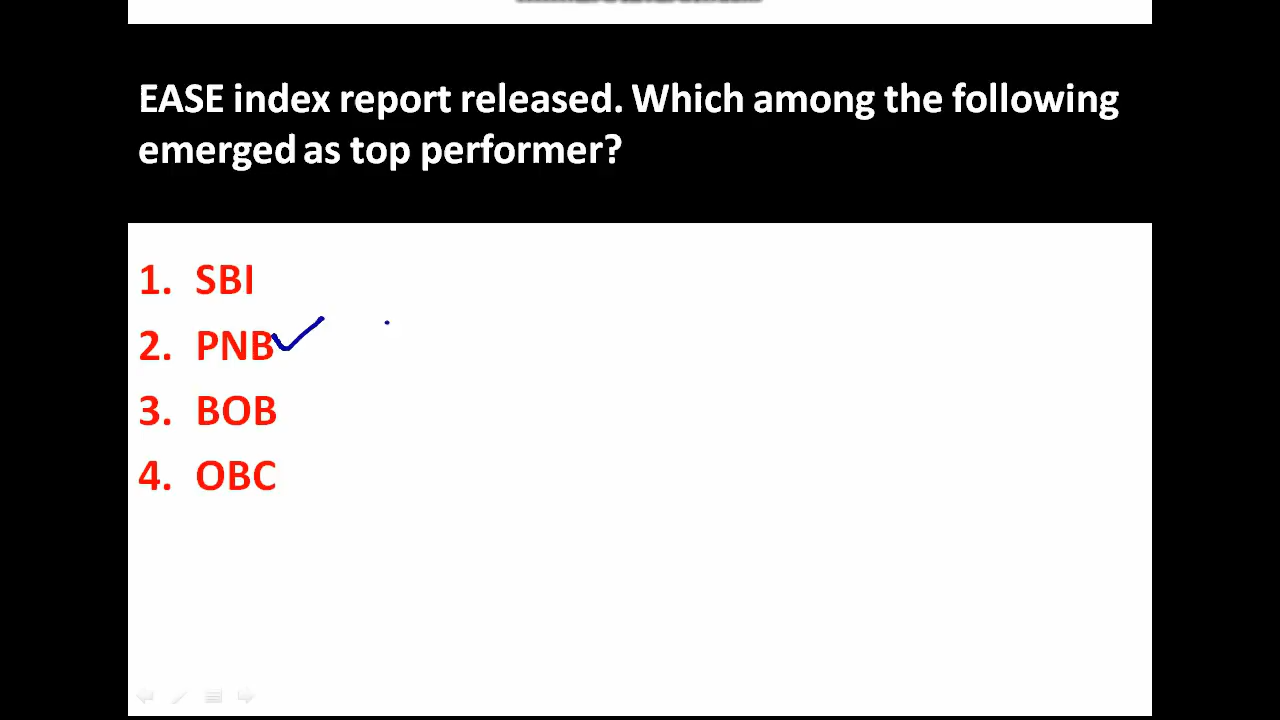 EASE index report released. Which among the following
emerged as top performer?
1. SBI
2. PNB
3. BOB
4. OBC